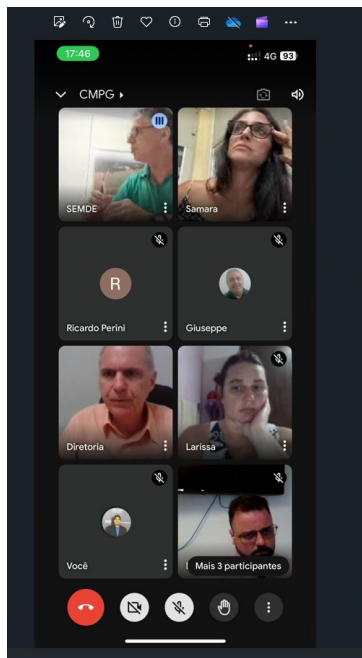 17:46
4G 93
CMPG
SEMDE
Samara
R
Ricardo Perini
Giuseppe
Diretoria
Larissa
Você
Mais 3 participantes